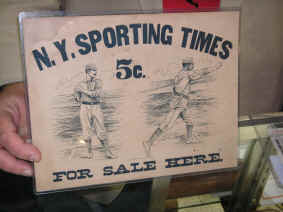 N.Y. SPORTING TIMES
5c.
FOR SALE HERE.